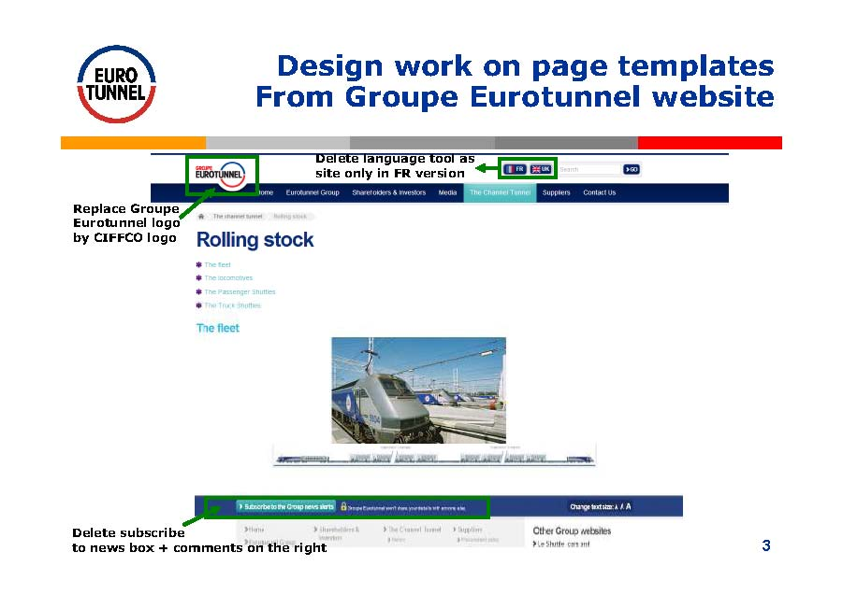 EURO
TUNNEL
Design work on page templates
From Groupe Eurotunnel website
Delete language tool as
site only in FR version
GROUPE
EUROTUNNEL
FR UK Search GO
ome Eurotunnel Group Shareholders & Investors Media The Channel Tunnel Suppliers Contact Us
Replace Groupe
Eurotunnel logo
by CIFFCO logo
The channel tunnel Rolling stock
Rolling stock
The fleet
The locomotives
The Passenger Shuttles
The Truck Shuttles
The fleet
Subscribe to the Group news alerts Groupe Eurotunnel won't share your details with anyone else. Change text size: A A A
Delete subscribe
to news box + comments on the right
Home Shareholders & The Channel Tunnel Suppliers Other Group websites
Eurotunnel Group Investors Le Shuttle cars and
3